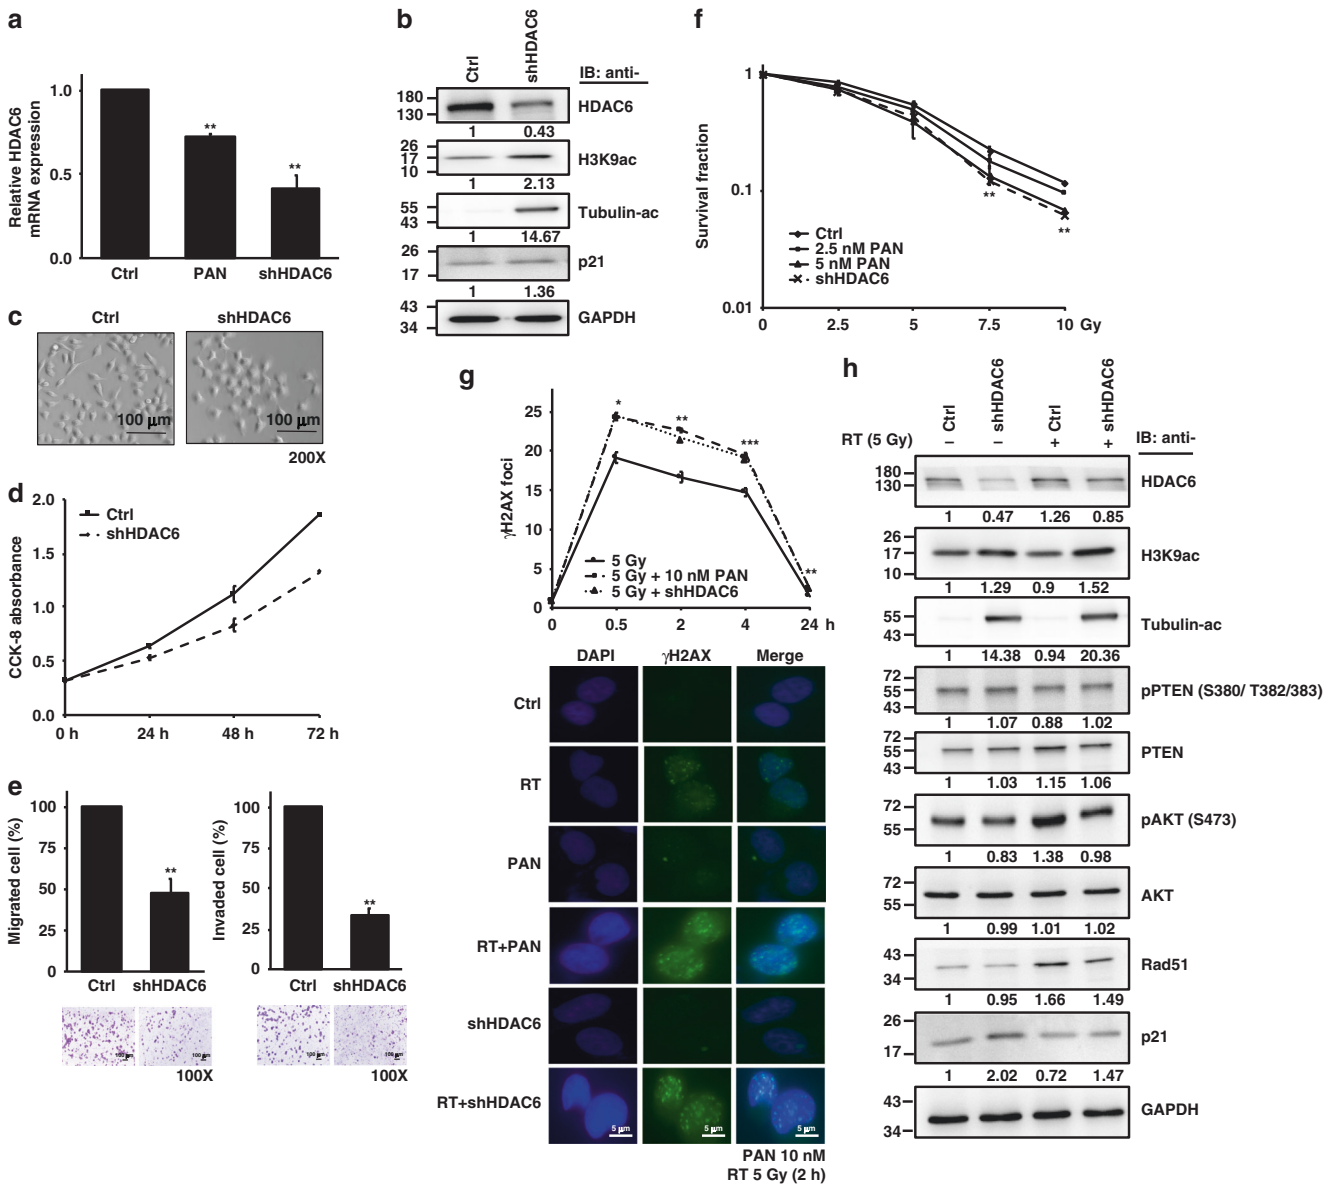 a
Relative HDAC6
mRNA expression
1.0
0.5
0.0
**
**
Ctrl PAN shHDAC6
b
Ctrl shHDAC6 IB: anti-
180
130
HDAC6
1 0.43
26
17
10
H3K9ac
1 2.13
55
43
Tubulin-ac
1 14.67
26
17
p21
1 1.36
43
34
GAPDH
c
Ctrl shHDAC6
100 µm 100 µm
200X
d
CCK-8 absorbance
2.0
1.5
1.0
0.5
0.0
Ctrl
shHDAC6
0 h 24 h 48 h 72 h
e
Migrated cell (%)
100
75
50
25
0
**
Ctrl shHDAC6
100 µm 100 µm
100X
Invaded cell (%)
100
75
50
25
0
**
Ctrl shHDAC6
100 µm 100 µm
100X
f
Survival fraction
1
0.1
0.01
**
**
Ctrl
2.5 nM PAN
5 nM PAN
shHDAC6
0 2.5 5 7.5 10 Gy
g
γH2AX foci
25
20
15
10
5
0
*
**
***
**
5 Gy
5 Gy + 10 nM PAN
5 Gy + shHDAC6
0 0.5 2 4 24 h
DAPI γH2AX Merge
Ctrl
RT
PAN
RT+PAN
shHDAC6
RT+shHDAC6
5 µm 5 µm 5 µm
PAN 10 nM
RT 5 Gy (2 h)
h
Ctrl shHDAC6 Ctrl shHDAC6
RT (5 Gy) – – + + IB: anti-
180
130
HDAC6
1 0.47 1.26 0.85
26
17
10
H3K9ac
1 1.29 0.9 1.52
55
43
Tubulin-ac
1 14.38 0.94 20.36
72
55
43
pPTEN (S380/ T382/383)
1 1.07 0.88 1.02
72
55
43
PTEN
1 1.03 1.15 1.06
72
55
pAKT (S473)
1 0.83 1.38 0.98
72
55
AKT
1 0.99 1.01 1.02
43
34
Rad51
1 0.95 1.66 1.49
26
17
p21
1 2.02 0.72 1.47
43
34
GAPDH